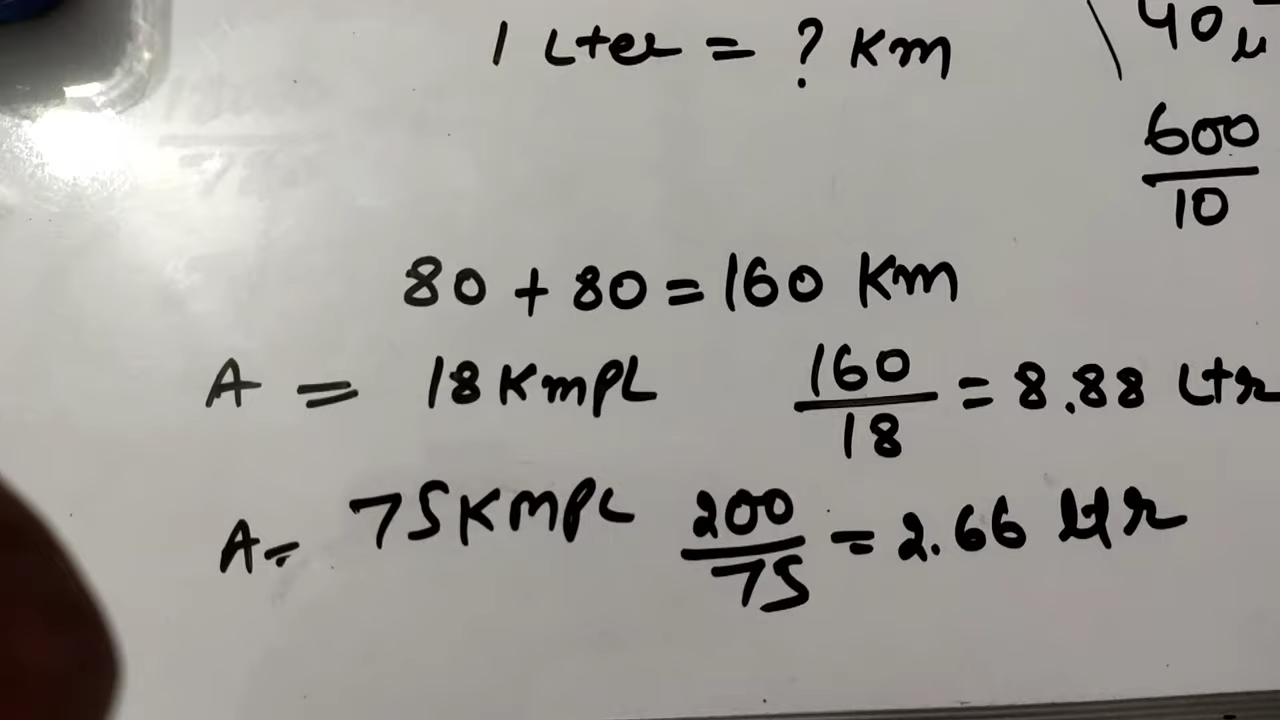 1 Lter = ? Km
40
600
10
80 + 80 = 160 Km
A = 18 KmPL 160/18 = 8.88 Ltr
A = 75 KMPL 200/75 = 2.66 Ltr